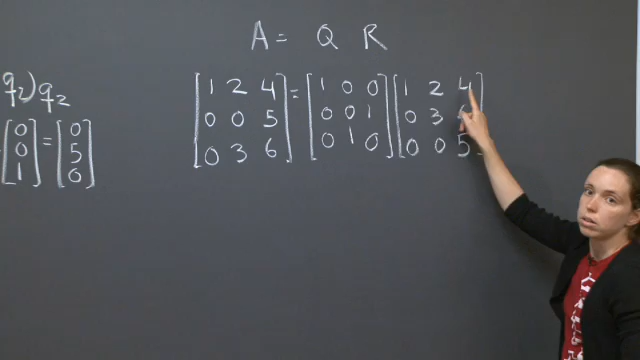 A = Q R
q₂)q₂
[1 2 4; 0 0 5; 0 3 6] = [1 0 0; 0 0 1; 0 1 0] [1 2 4; 0 3; 0 0 5]
[0; 0; 1] = [0; 5; 0]